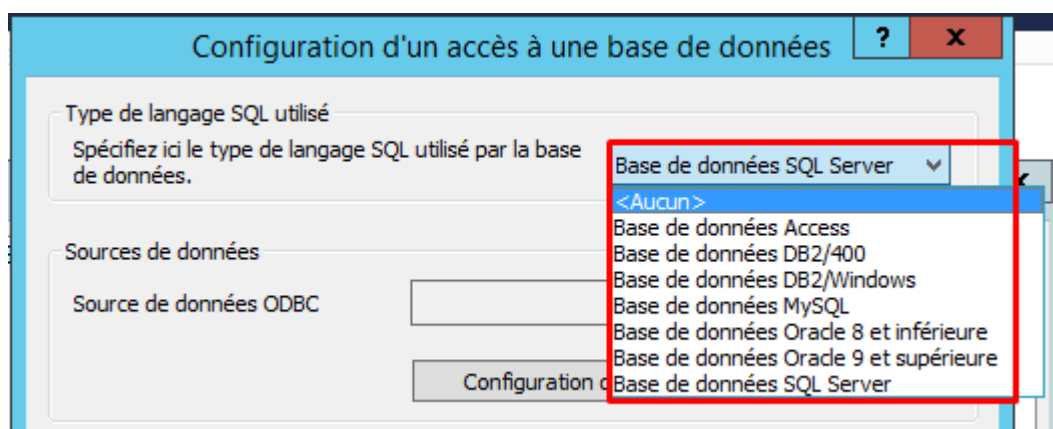 Configuration d'un accès à une base de données
?
x
Type de langage SQL utilisé
Spécifiez ici le type de langage SQL utilisé par la base
de données.
Base de données SQL Server
<Aucun>
Base de données Access
Base de données DB2/400
Base de données DB2/Windows
Base de données MySQL
Base de données Oracle 8 et inférieure
Base de données Oracle 9 et supérieure
Base de données SQL Server
Sources de données
Source de données ODBC
Configuration